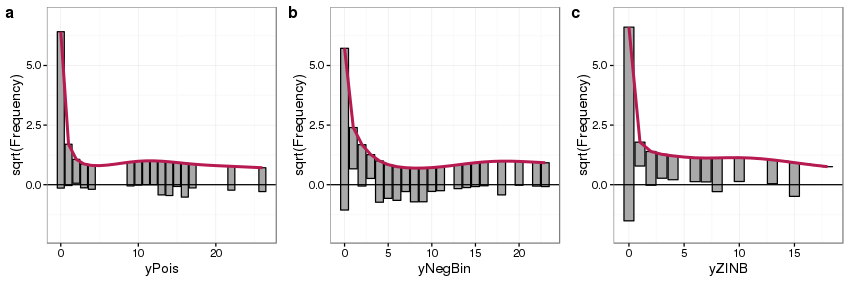 a
sqrt(Frequency)
5.0
2.5
0.0
0 10 20
yPois
b
sqrt(Frequency)
5.0
2.5
0.0
0 5 10 15 20
yNegBin
c
sqrt(Frequency)
5.0
2.5
0.0
0 5 10 15
yZINB